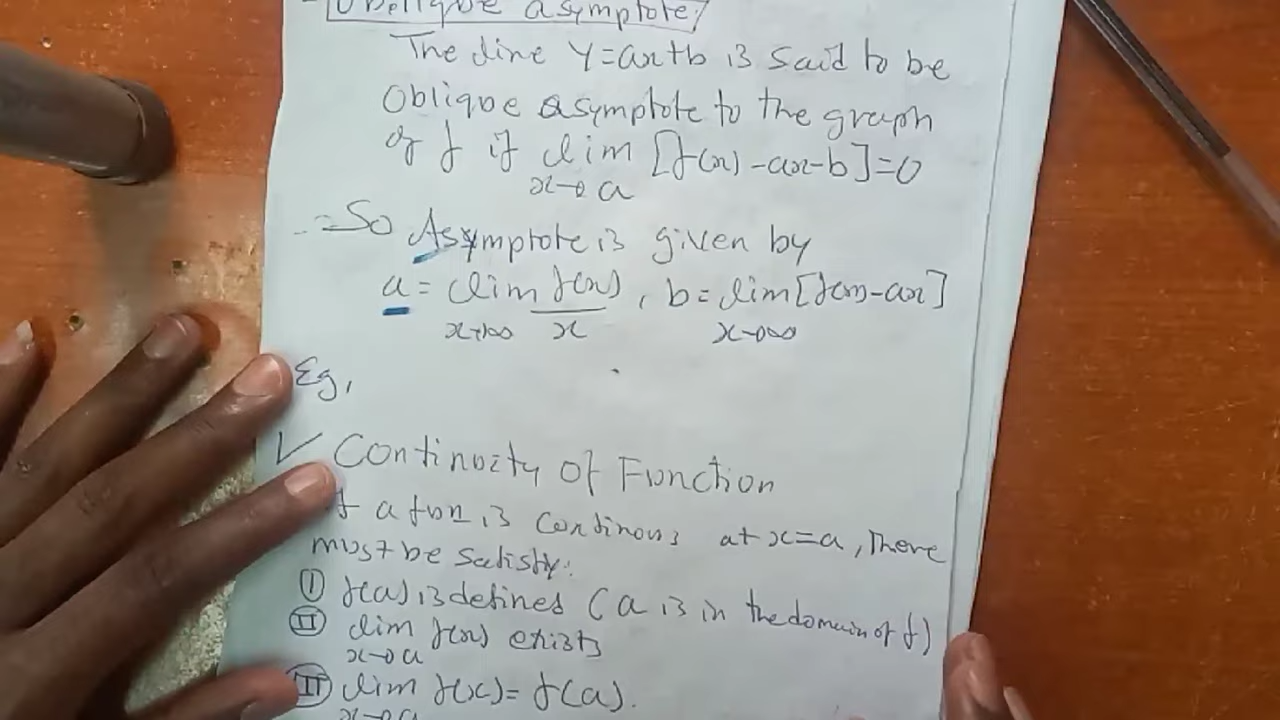 Oblique asymptote:
The line Y=ax+b is said to be
Oblique asymptote to the graph
of f if lim [f(x)-ax-b]=0
x→a
So Asymptote is given by
a = lim f(x)/x , b = lim [f(x)-ax]
x→∞ x→∞
Eg,
✓ Continuity of Function
If a fun is continous at x=a, There
must be satisfy:
(I) f(a) is defines (a is in the domain of f)
(II) lim f(x) exists
x→a
(III) lim f(x) = f(a).
x→a